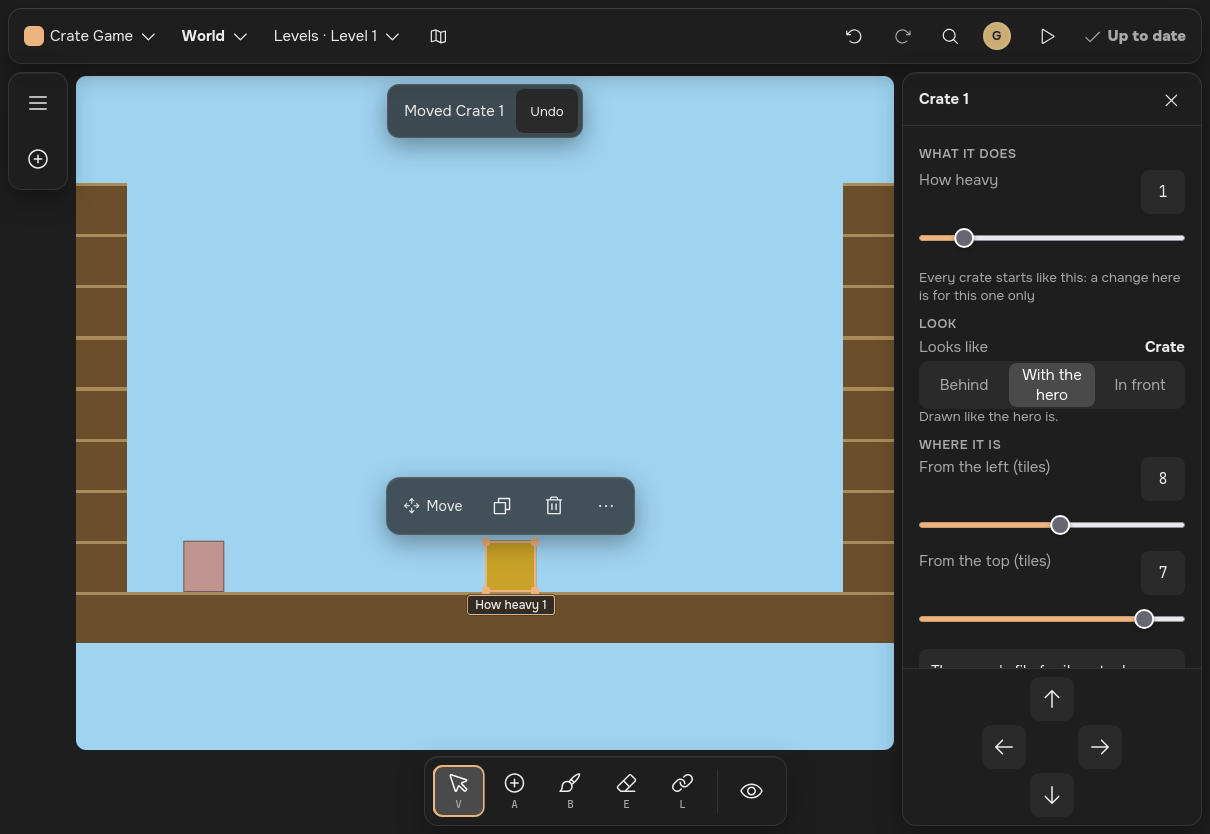 Crate Game
World
Levels · Level 1
G
Up to date
Moved Crate 1
Undo
Move
How heavy 1
V
A
B
E
L
Crate 1
WHAT IT DOES
How heavy
1
Every crate starts like this: a change here
is for this one only
LOOK
Looks like
Crate
Behind
With the
hero
In front
Drawn like the hero is.
WHERE IT IS
From the left (tiles)
8
From the top (tiles)
7